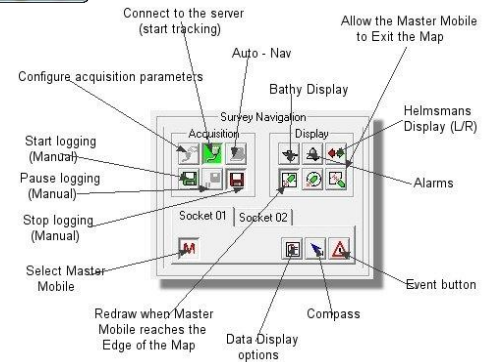 Connect to the server
(start tracking)
Allow the Master Mobile
to Exit the Map
Auto - Nav
Configure acquisition parameters
Bathy Display
Helmsmans
Display (L/R)
Survey Navigation
Acquisition
Display
Start logging
(Manual)
Pause logging
(Manual)
Alarms
Stop logging
(Manual)
Socket 01
Socket 02
M
Select Master
Mobile
Event button
Redraw when Master
Mobile reaches the
Edge of the Map
Compass
Data Display
options